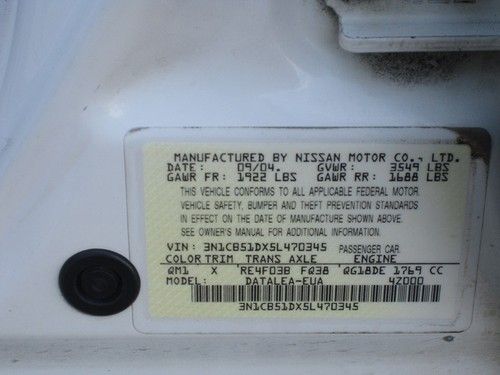 MANUFACTURED BY NISSAN MOTOR CO., LTD.
DATE: 09/04. GVWR: 3549 LBS
GAWR FR: 1922 LBS GAWR RR: 1688 LBS
THIS VEHICLE CONFORMS TO ALL APPLICABLE FEDERAL MOTOR
VEHICLE SAFETY, BUMPER AND THEFT PREVENTION STANDARDS
IN EFFECT ON THE DATE OF MANUFACTURE SHOWN ABOVE.
SEE OWNER'S MANUAL FOR ADDITIONAL INFORMATION
VIN: 3N1CB51DX5L470345 PASSENGER CAR
COLOR TRIM TRANS AXLE ENGINE
QM1 X RE4F03B FQ38 QG18DE 1769 CC
MODEL: DATALEA-EUA 4Z000
3N1CB51DX5L470345